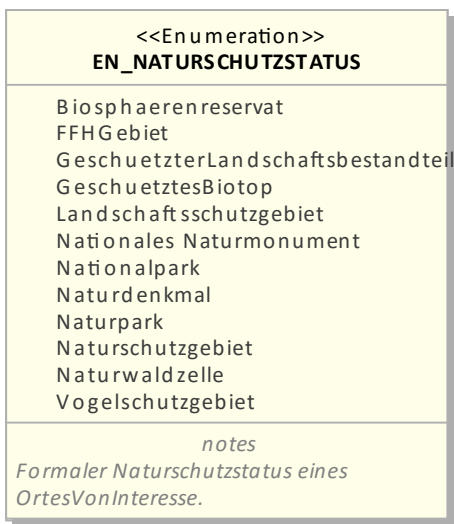 <<Enumeration>>
EN_NATURSCHUTZSTATUS
Biosphaerenreservat
FFHGebiet
GeschuetzterLandschaftsbestandteil
GeschuetztesBiotop
Landschaftsschutzgebiet
Nationales Naturmonument
Nationalpark
Naturdenkmal
Naturpark
Naturschutzgebiet
Naturwaldzelle
Vogelschutzgebiet
notes
Formaler Naturschutzstatus eines
OrtesVonInteresse.